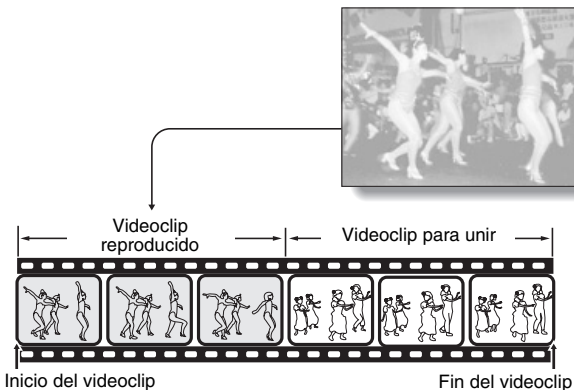 Videoclip
reproducido
Videoclip para unir
Inicio del videoclip
Fin del videoclip